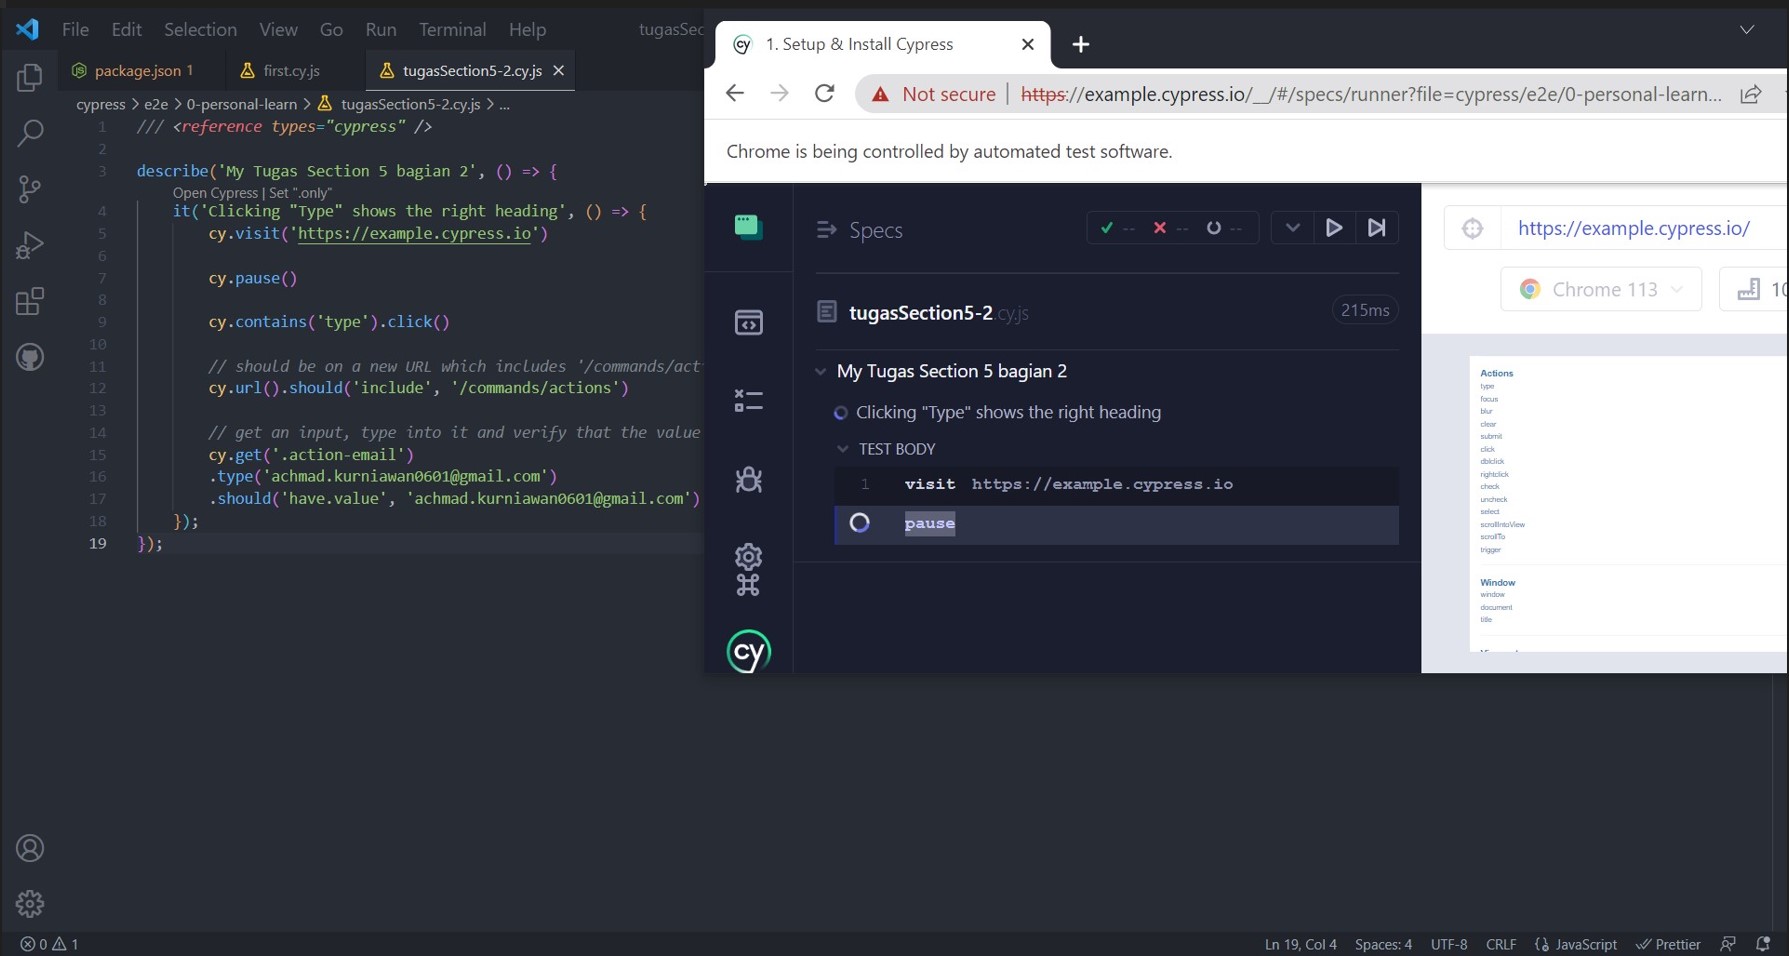 File Edit Selection View Go Run Terminal Help tugasSec
package.json 1 first.cy.js tugasSection5-2.cy.js
cypress > e2e > 0-personal-learn > tugasSection5-2.cy.js > ...
1 /// <reference types="cypress" />
2
3 describe('My Tugas Section 5 bagian 2', () => {
Open Cypress | Set ".only"
4 it('Clicking "Type" shows the right heading', () => {
5 cy.visit('https://example.cypress.io')
6
7 cy.pause()
8
9 cy.contains('type').click()
10
11 // should be on a new URL which includes '/commands/act
12 cy.url().should('include', '/commands/actions')
13
14 // get an input, type into it and verify that the value
15 cy.get('.action-email')
16 .type('achmad.kurniawan0601@gmail.com')
17 .should('have.value', 'achmad.kurniawan0601@gmail.com')
18 });
19 });
0 1
Ln 19, Col 4 Spaces: 4 UTF-8 CRLF JavaScript Prettier
cy 1. Setup & Install Cypress
Not secure | https://example.cypress.io/__/#/specs/runner?file=cypress/e2e/0-personal-learn...
Chrome is being controlled by automated test software.
Specs
-- -- --
tugasSection5-2.cy.js 215ms
My Tugas Section 5 bagian 2
Clicking "Type" shows the right heading
TEST BODY
1 visit https://example.cypress.io
pause
cy
https://example.cypress.io/
Chrome 113 10
Actions
type
focus
blur
clear
submit
click
dblclick
rightclick
check
uncheck
select
scrollIntoView
scrollTo
trigger
Window
window
document
title